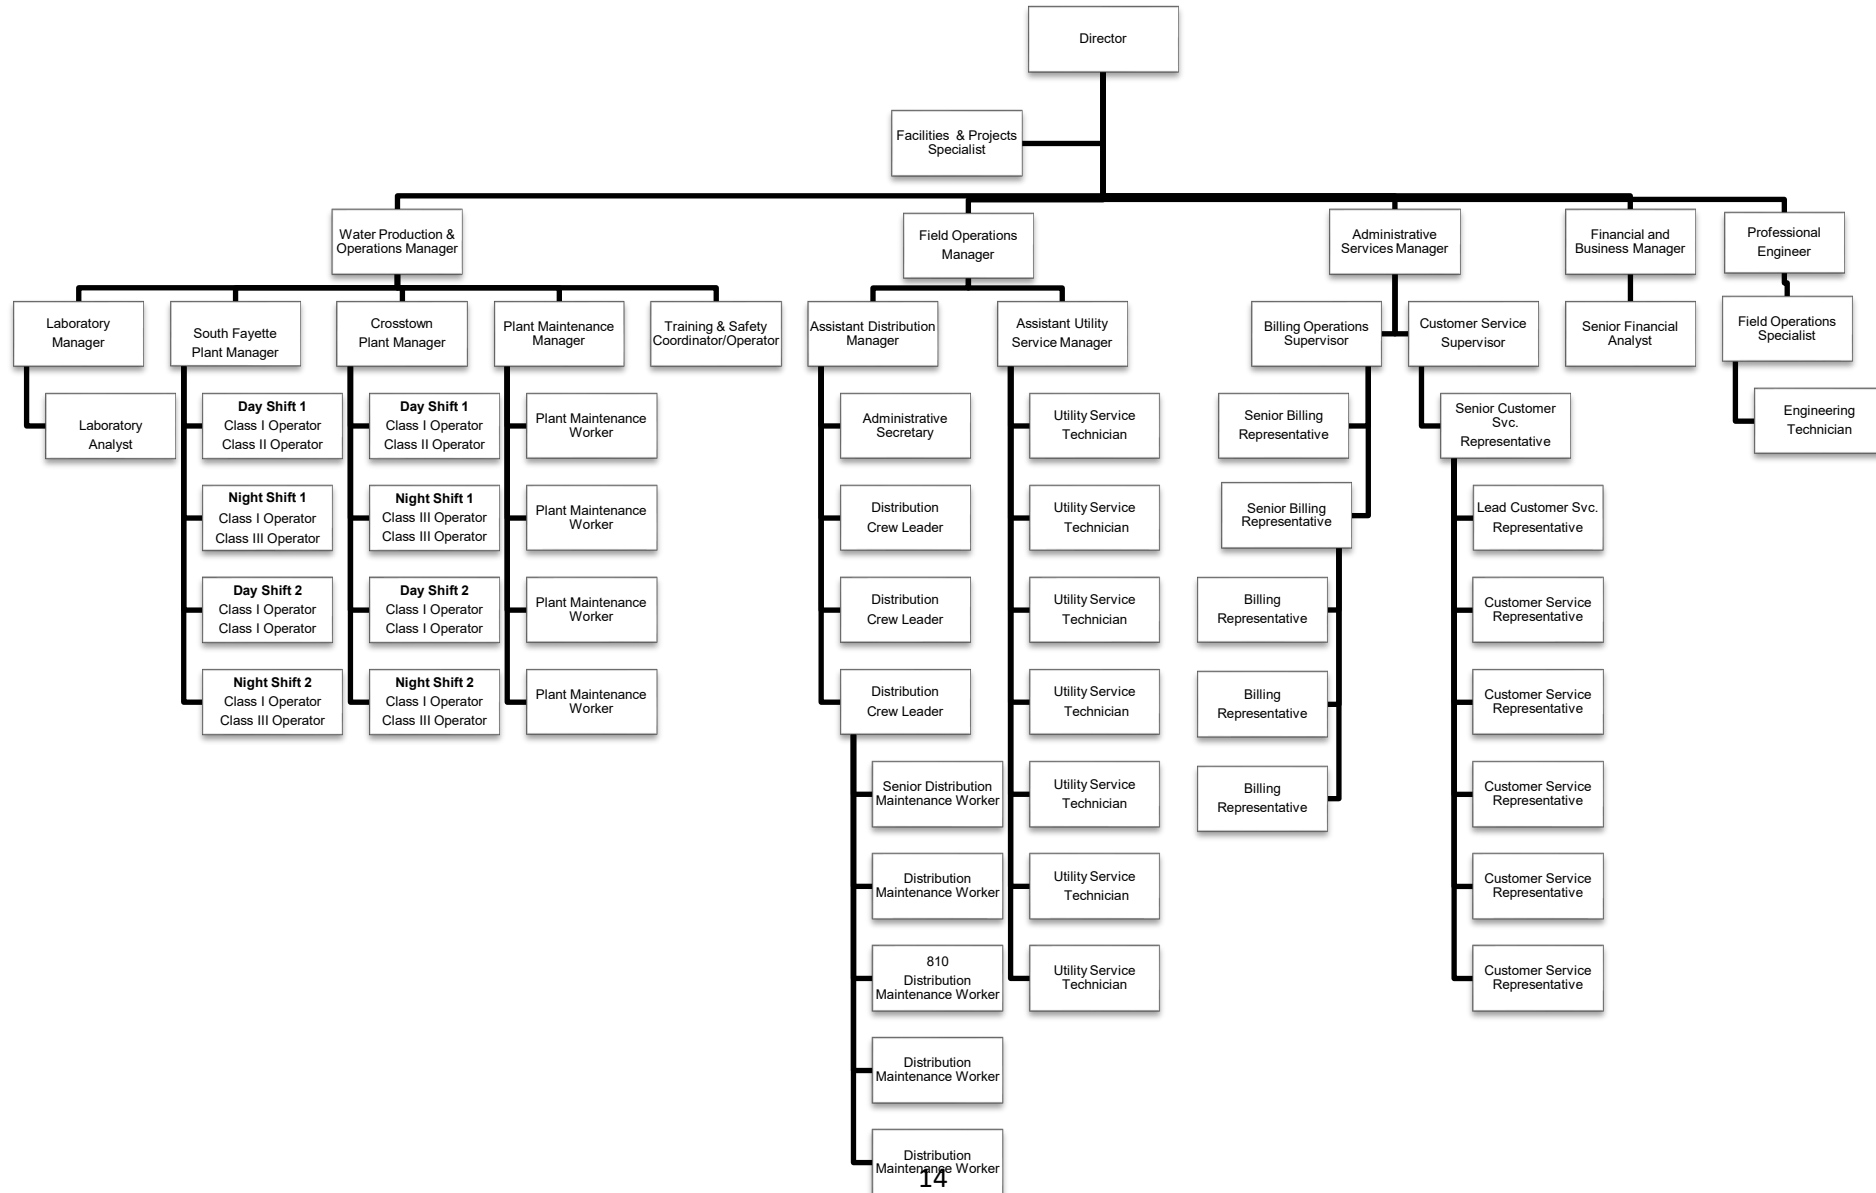 Director
Facilities & Projects
Specialist
Water Production &
Operations Manager
Field Operations
Manager
Administrative
Services Manager
Financial and
Business Manager
Professional
Engineer
Laboratory
Manager
South Fayette
Plant Manager
Crosstown
Plant Manager
Plant Maintenance
Manager
Training & Safety
Coordinator/Operator
Assistant Distribution
Manager
Assistant Utility
Service Manager
Billing Operations
Supervisor
Customer Service
Supervisor
Senior Financial
Analyst
Field Operations
Specialist
Laboratory
Analyst
Day Shift 1
Class I Operator
Class II Operator
Day Shift 1
Class I Operator
Class II Operator
Plant Maintenance
Worker
Administrative
Secretary
Utility Service
Technician
Senior Billing
Representative
Senior Customer
Svc.
Representative
Engineering
Technician
Night Shift 1
Class I Operator
Class III Operator
Night Shift 1
Class III Operator
Class III Operator
Plant Maintenance
Worker
Distribution
Crew Leader
Utility Service
Technician
Senior Billing
Representative
Lead Customer Svc.
Representative
Day Shift 2
Class I Operator
Class I Operator
Day Shift 2
Class I Operator
Class I Operator
Plant Maintenance
Worker
Distribution
Crew Leader
Utility Service
Technician
Billing
Representative
Customer Service
Representative
Night Shift 2
Class I Operator
Class III Operator
Night Shift 2
Class I Operator
Class III Operator
Plant Maintenance
Worker
Distribution
Crew Leader
Utility Service
Technician
Billing
Representative
Customer Service
Representative
Senior Distribution
Maintenance Worker
Utility Service
Technician
Billing
Representative
Customer Service
Representative
Distribution
Maintenance Worker
Utility Service
Technician
Customer Service
Representative
810
Distribution
Maintenance Worker
Utility Service
Technician
Customer Service
Representative
Distribution
Maintenance Worker
Distribution
Maintenance Worker
14